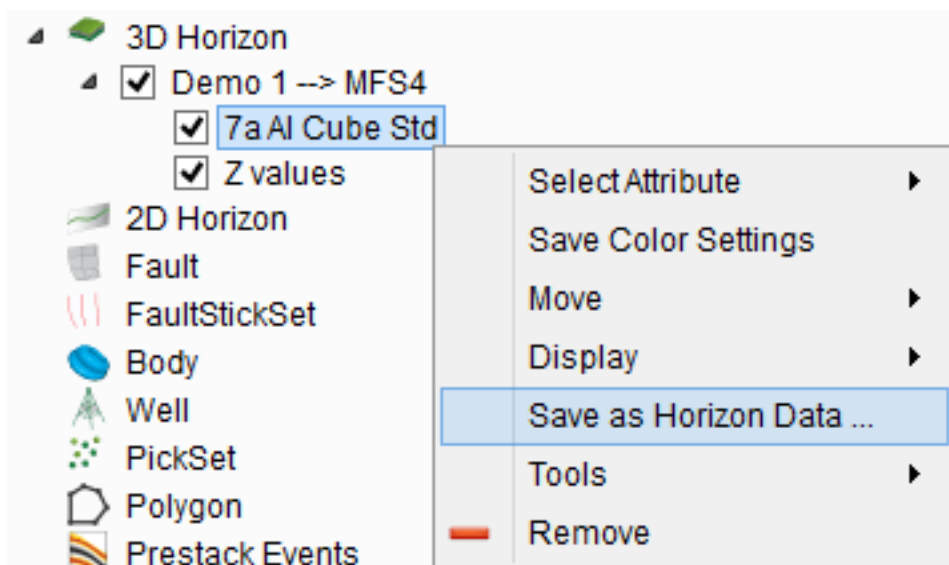 3D Horizon
Demo 1 --> MFS4
7a AI Cube Std
Z values
2D Horizon
Fault
FaultStickSet
Body
Well
PickSet
Polygon
Prestack Events
Select Attribute
Save Color Settings
Move
Display
Save as Horizon Data ...
Tools
Remove